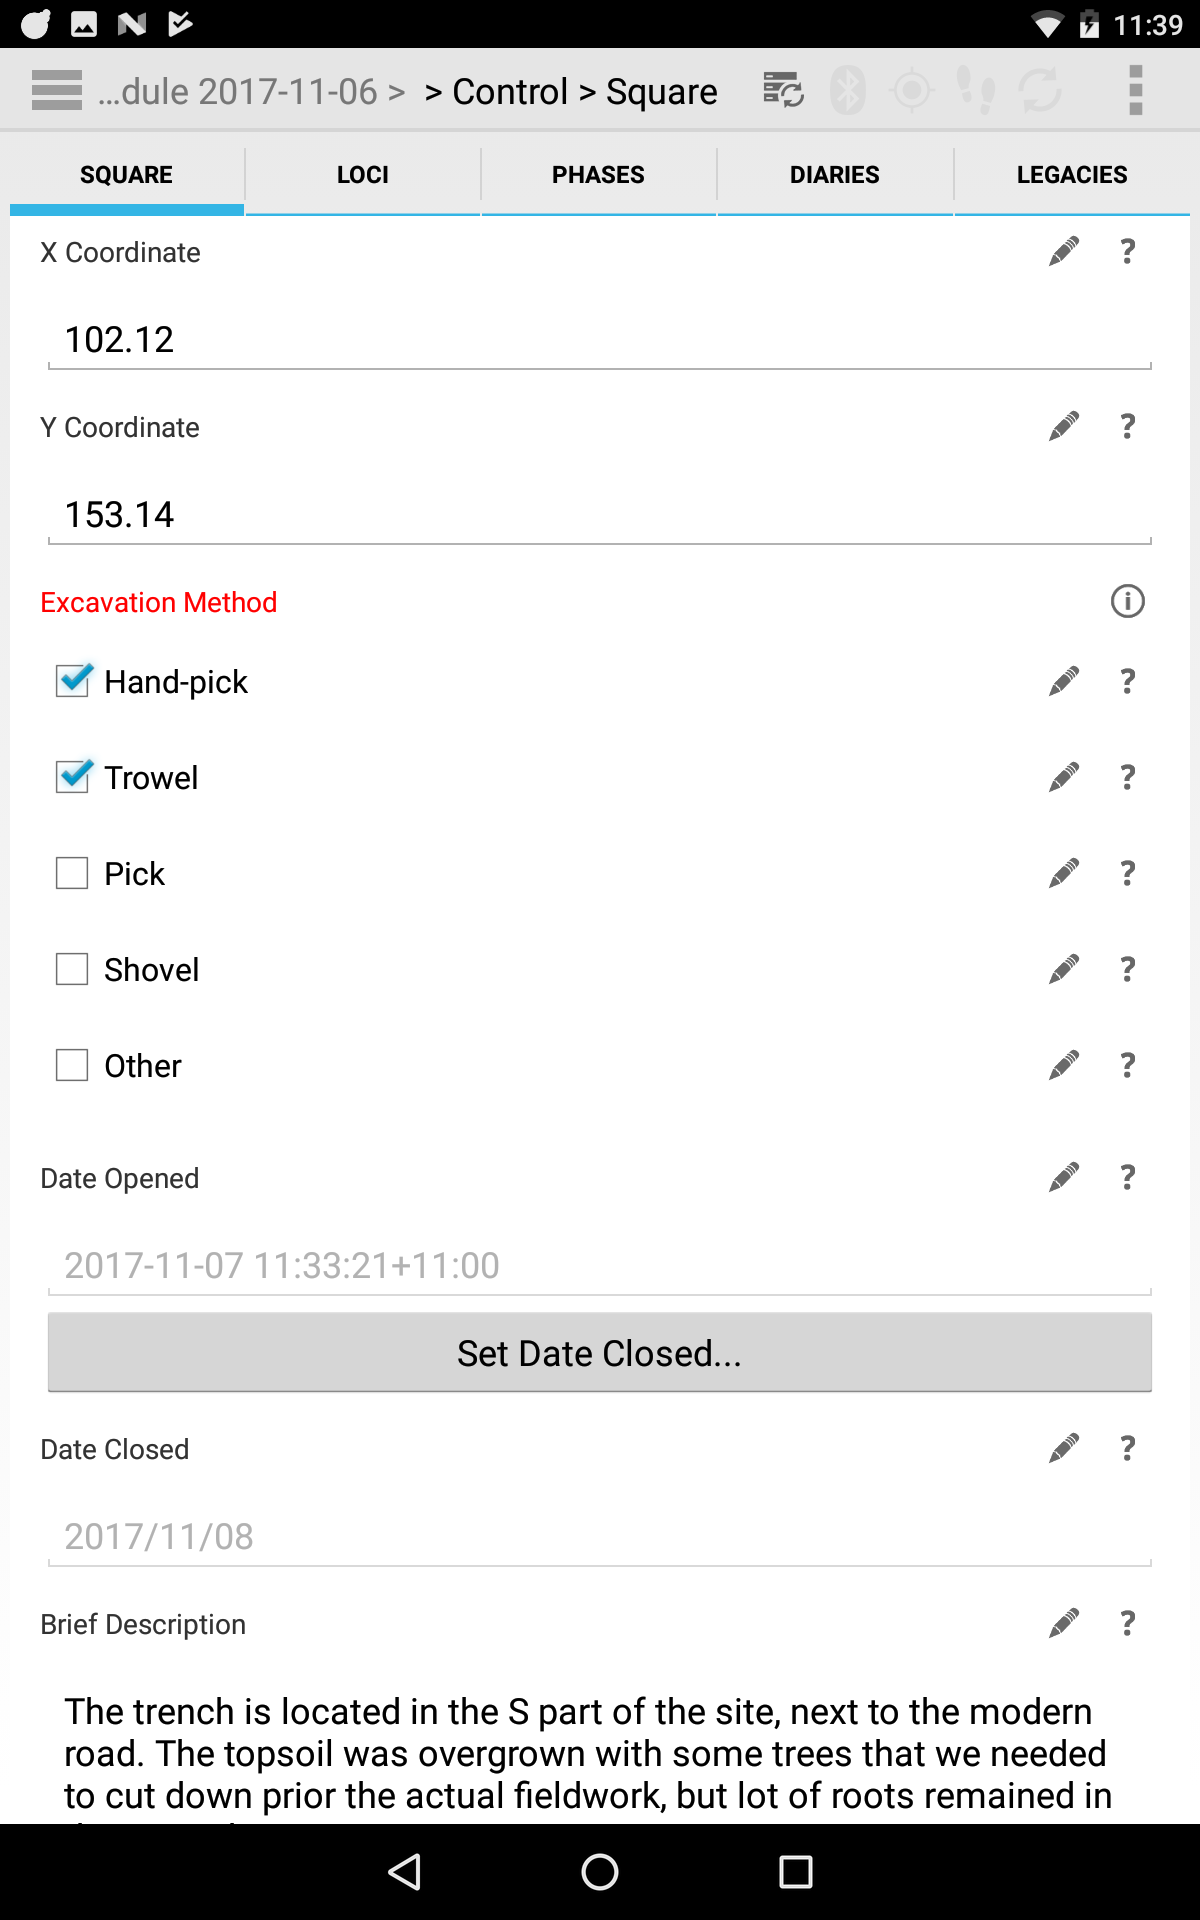 11:39
...dule 2017-11-06 > > Control > Square
SQUARE LOCI PHASES DIARIES LEGACIES
X Coordinate ?
102.12
Y Coordinate ?
153.14
Excavation Method
Hand-pick ?
Trowel ?
Pick ?
Shovel ?
Other ?
Date Opened ?
2017-11-07 11:33:21+11:00
Set Date Closed...
Date Closed ?
2017/11/08
Brief Description ?
The trench is located in the S part of the site, next to the modern
road. The topsoil was overgrown with some trees that we needed
to cut down prior the actual fieldwork, but lot of roots remained in